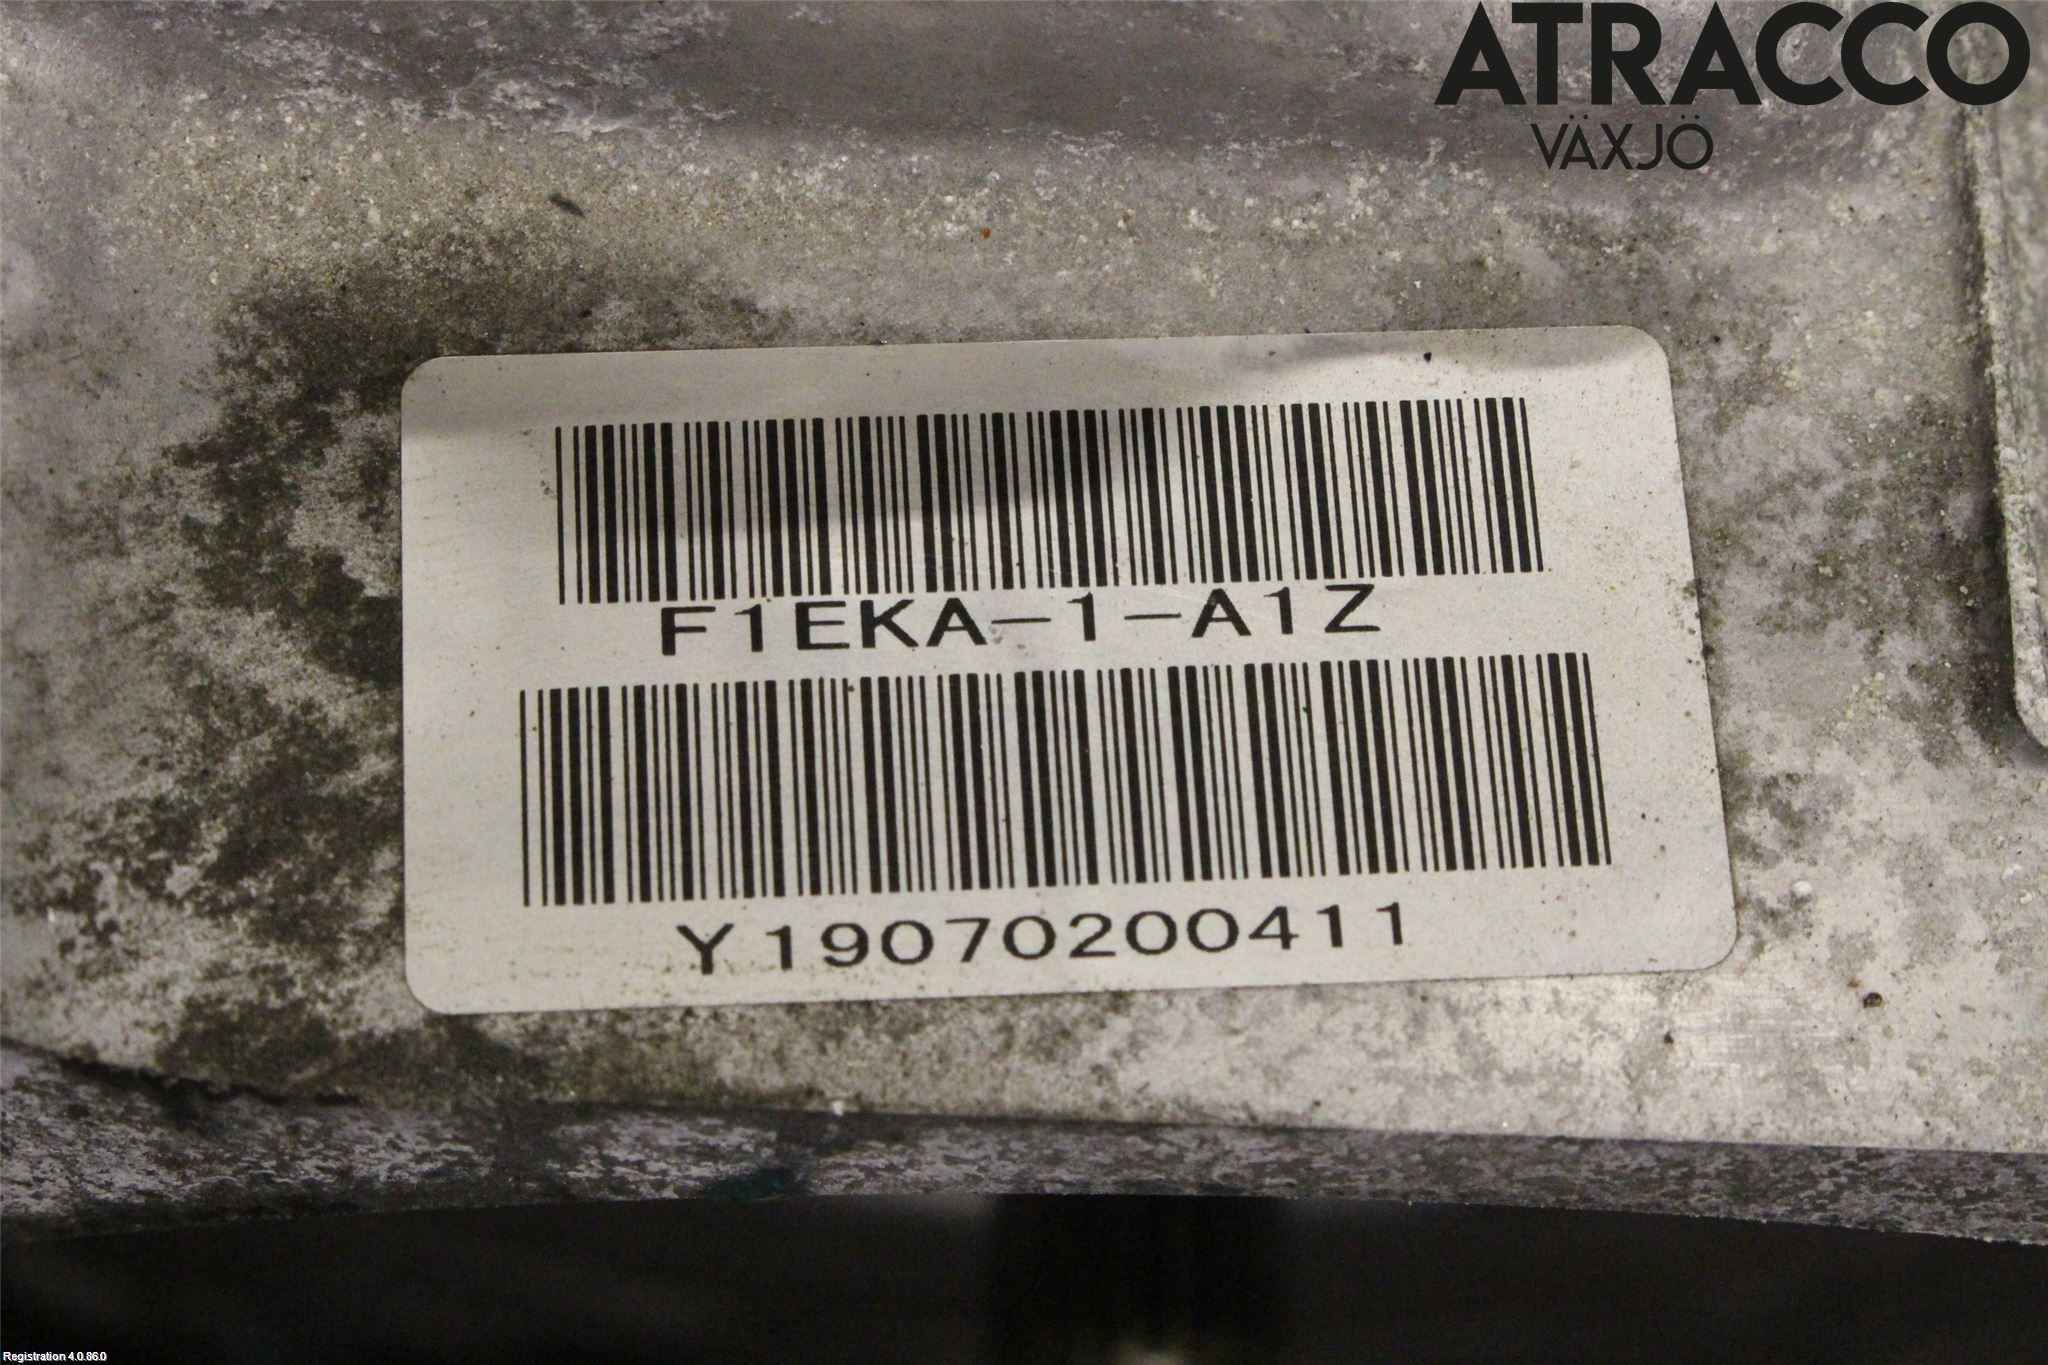 ATRACCO
VÄXJÖ
F1EKA-1-A1Z
Y19070200411
Registration 4.0.86.0